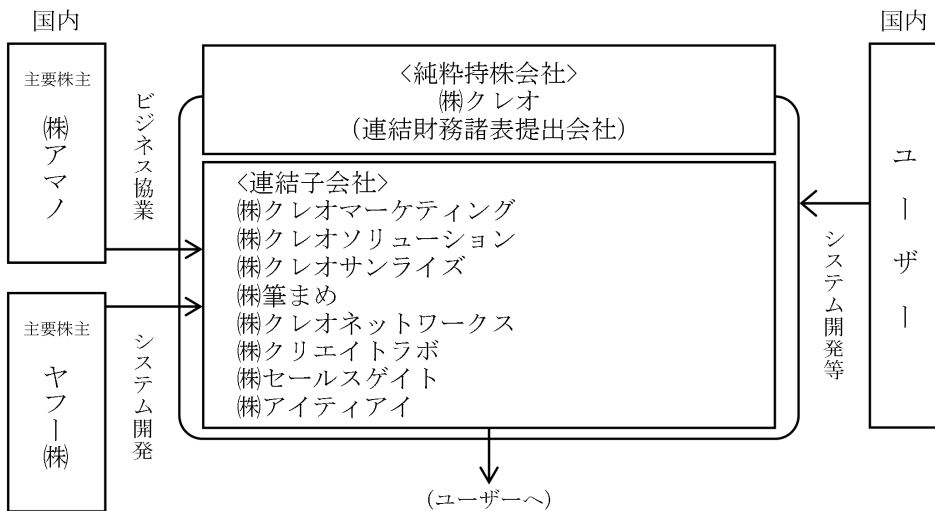 国内
主要株主
㈱アマノ
ビジネス協業
主要株主
ヤフー㈱
システム開発
<純粋持株会社>
㈱クレオ
(連結財務諸表提出会社)
<連結子会社>
㈱クレオマーケティング
㈱クレオソリューション
㈱クレオサンライズ
㈱筆まめ
㈱クレオネットワークス
㈱クリエイトラボ
㈱セールスゲイト
㈱アイティアイ
(ユーザーへ)
国内
ユーザー
システム開発等